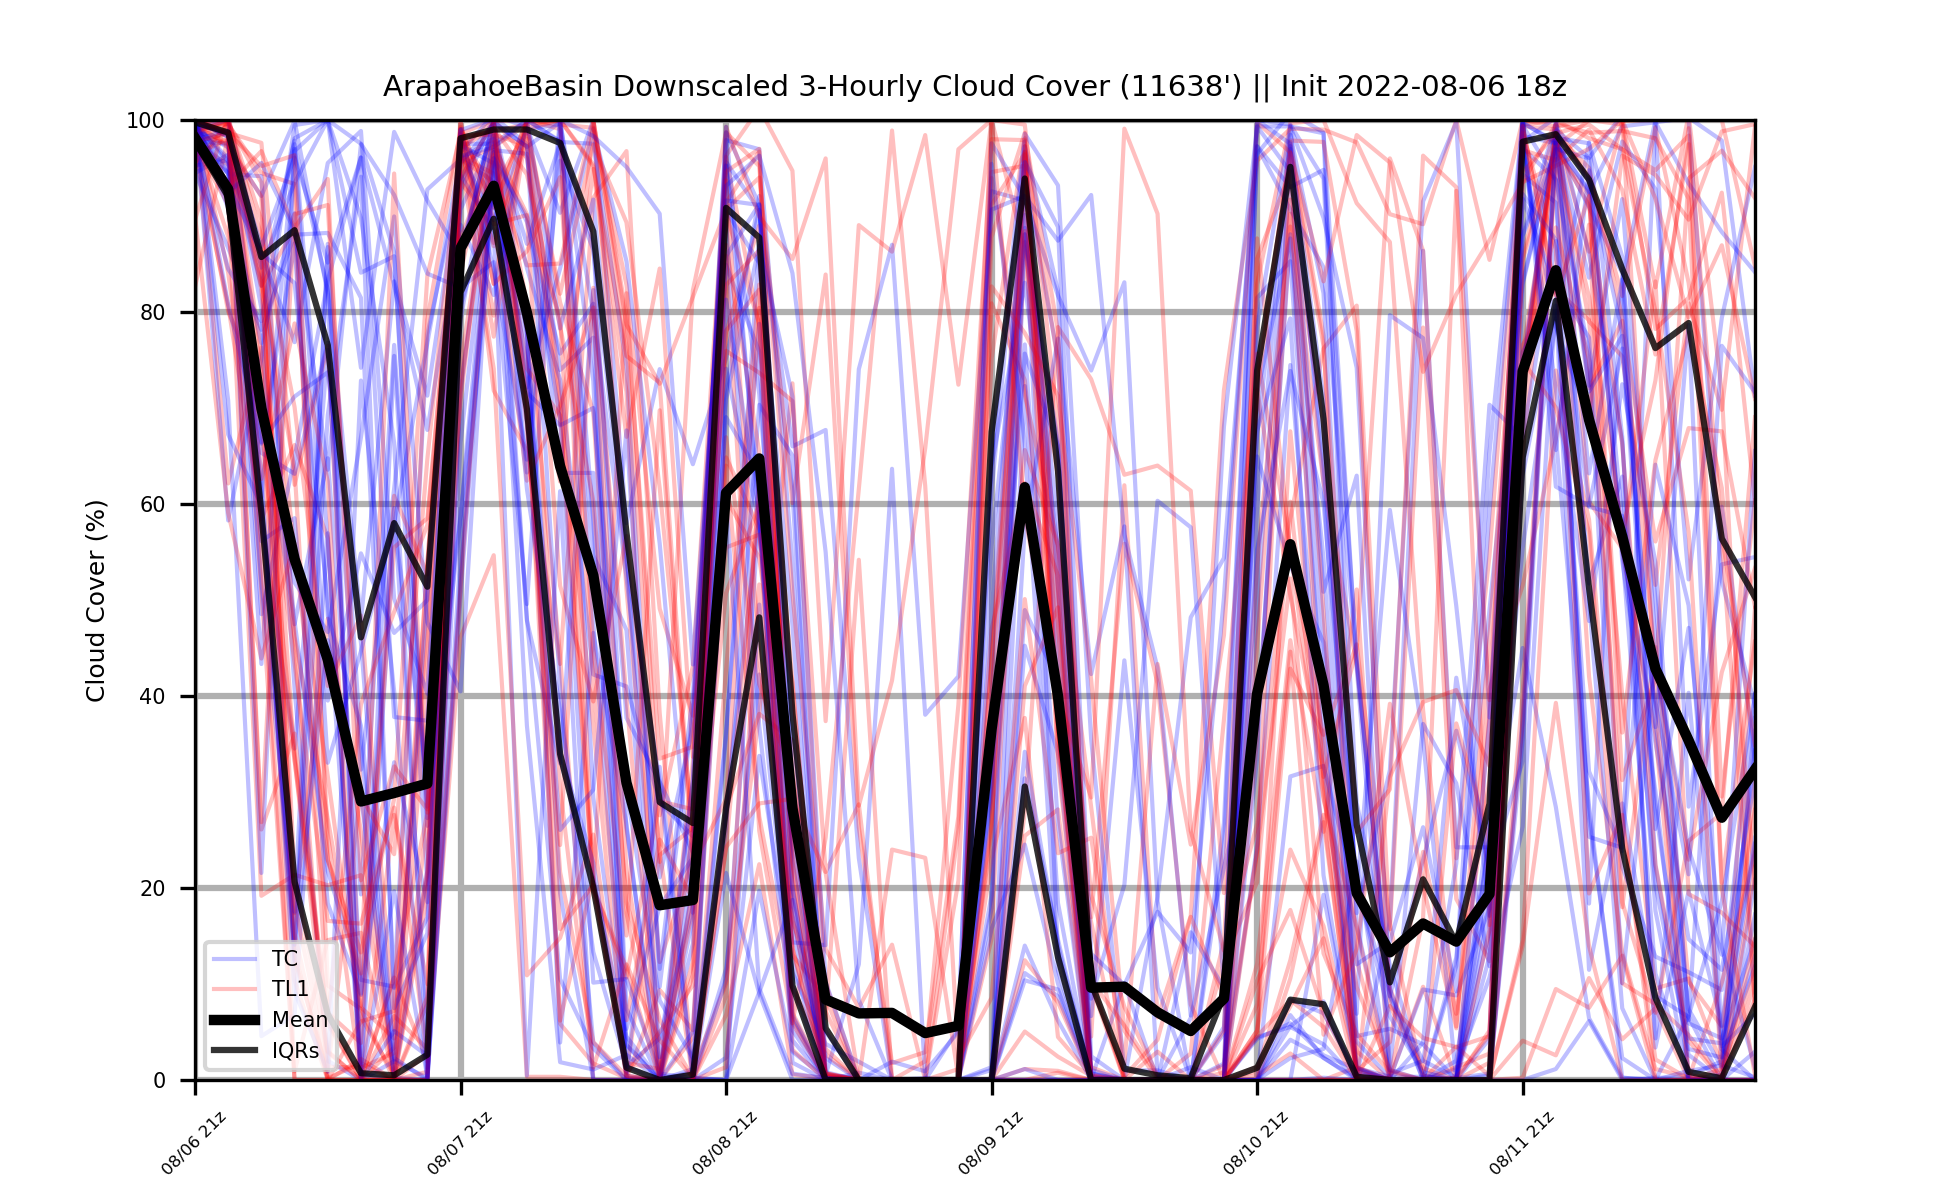 ArapahoeBasin Downscaled 3-Hourly Cloud Cover (11638') || Init 2022-08-06 18z
Cloud Cover (%)
100
80
60
40
20
0
TC
TL1
Mean
IQRs
08/06 21z
08/07 21z
08/08 21z
08/09 21z
08/10 21z
08/11 21z